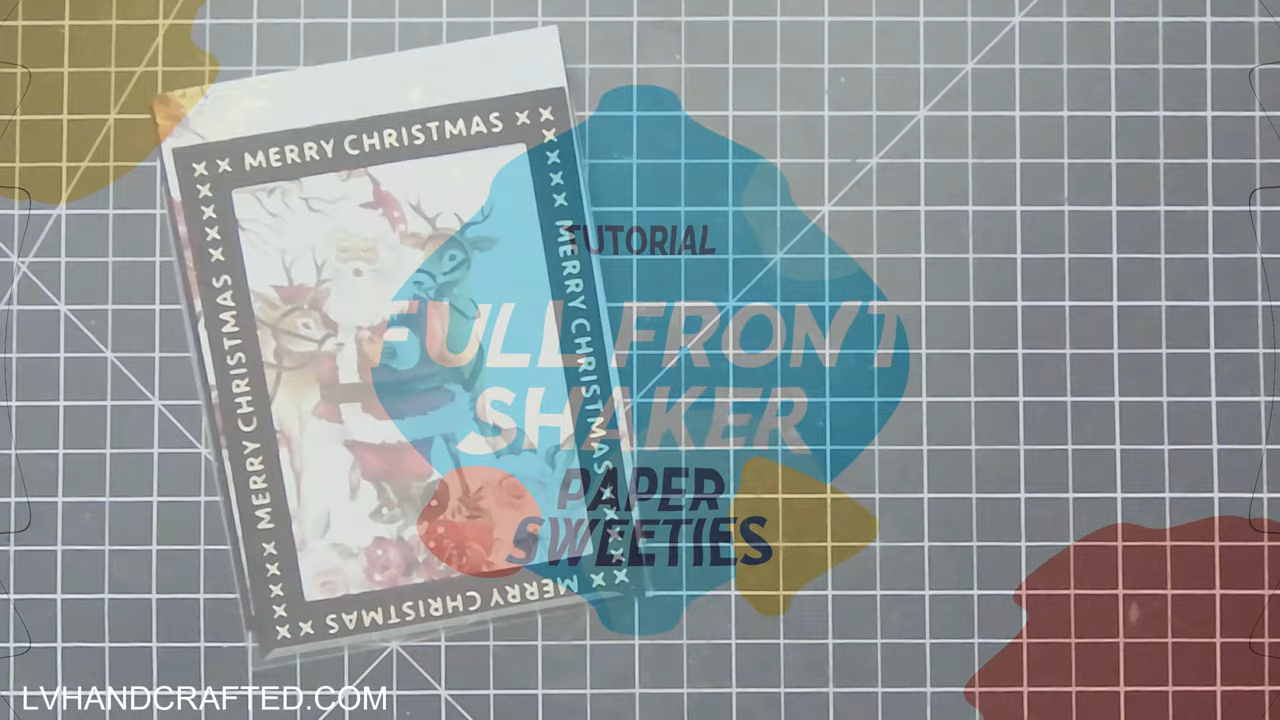 × × MERRY CHRISTMAS × ×
MERRY CHRISTMAS
MERRY CHRISTMAS
MERRY CHRISTMAS
TUTORIAL
FULL FRONT
SHAKER
PAPER
SWEETIES
LVHANDCRAFTED.COM